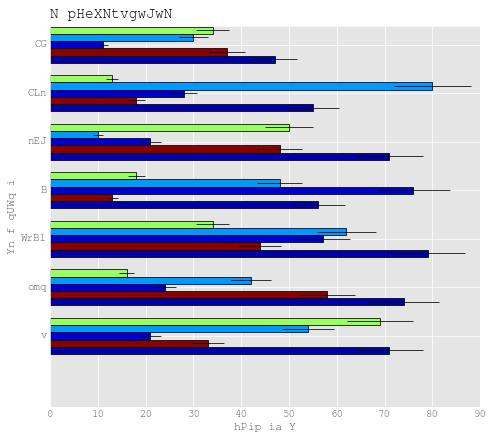 N pHeXNtvgwJwN
CG
CLn
nEJ
B
WrBl
omq
v
Yn f qUWq i
0 10 20 30 40 50 60 70 80 90
hPip ia Y